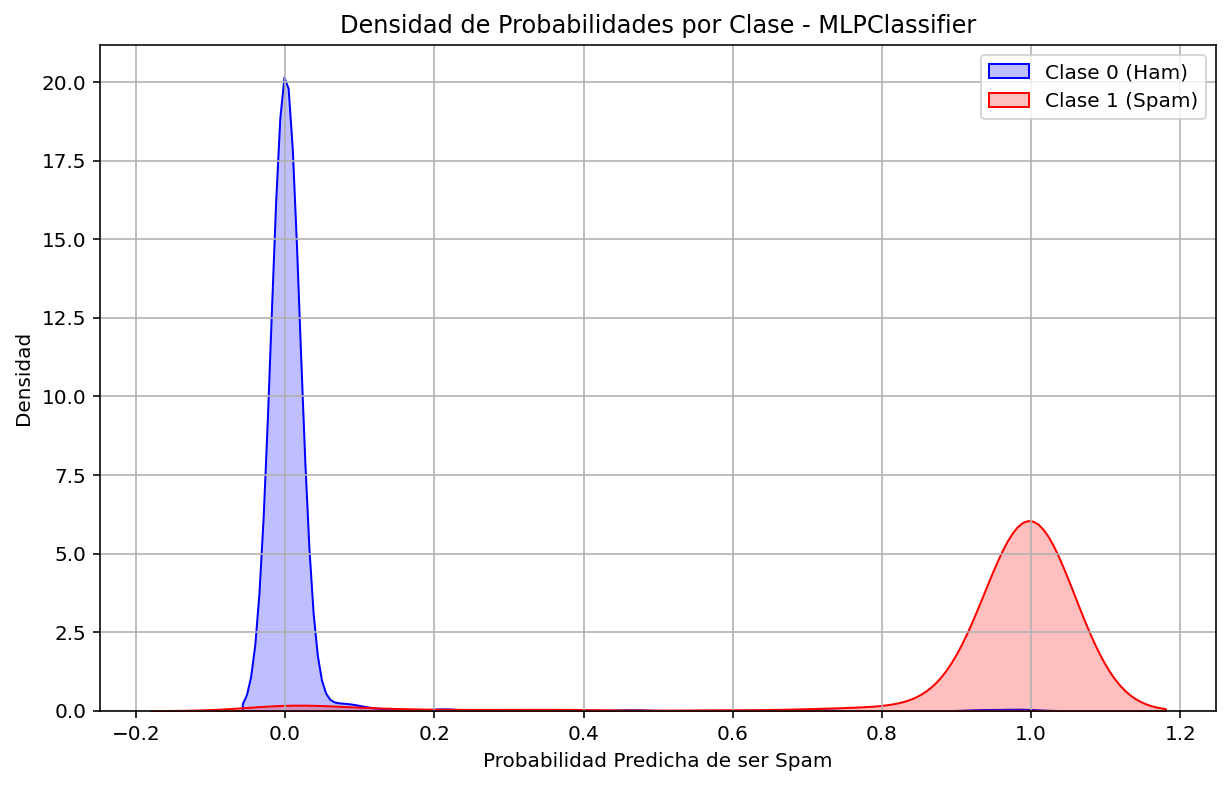 Densidad de Probabilidades por Clase - MLPClassifier
Clase 0 (Ham)
Clase 1 (Spam)
Densidad
20.0
17.5
15.0
12.5
10.0
7.5
5.0
2.5
0.0
−0.2 0.0 0.2 0.4 0.6 0.8 1.0 1.2
Probabilidad Predicha de ser Spam